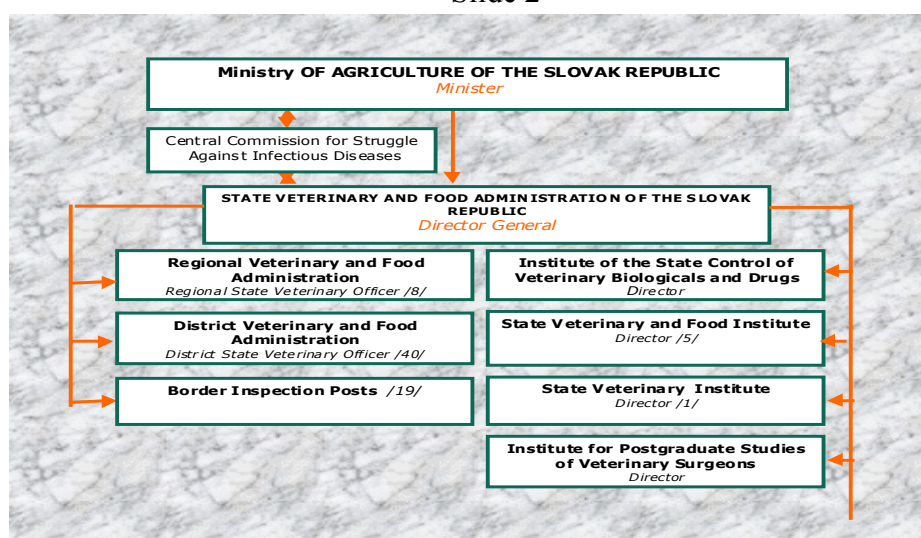 Slide 2
Ministry OF AGRICULTURE OF THE SLOVAK REPUBLIC
Minister
Central Commission for Struggle
Against Infectious Diseases
STATE VETERINARY AND FOOD ADMINISTRATION OF THE SLOVAK
REPUBLIC
Director General
Regional Veterinary and Food
Administration
Regional State Veterinary Officer /8/
District Veterinary and Food
Administration
District State Veterinary Officer /40/
Border Inspection Posts /19/
Institute of the State Control of
Veterinary Biologicals and Drugs
Director
State Veterinary and Food Institute
Director /5/
State Veterinary Institute
Director /1/
Institute for Postgraduate Studies
of Veterinary Surgeons
Director